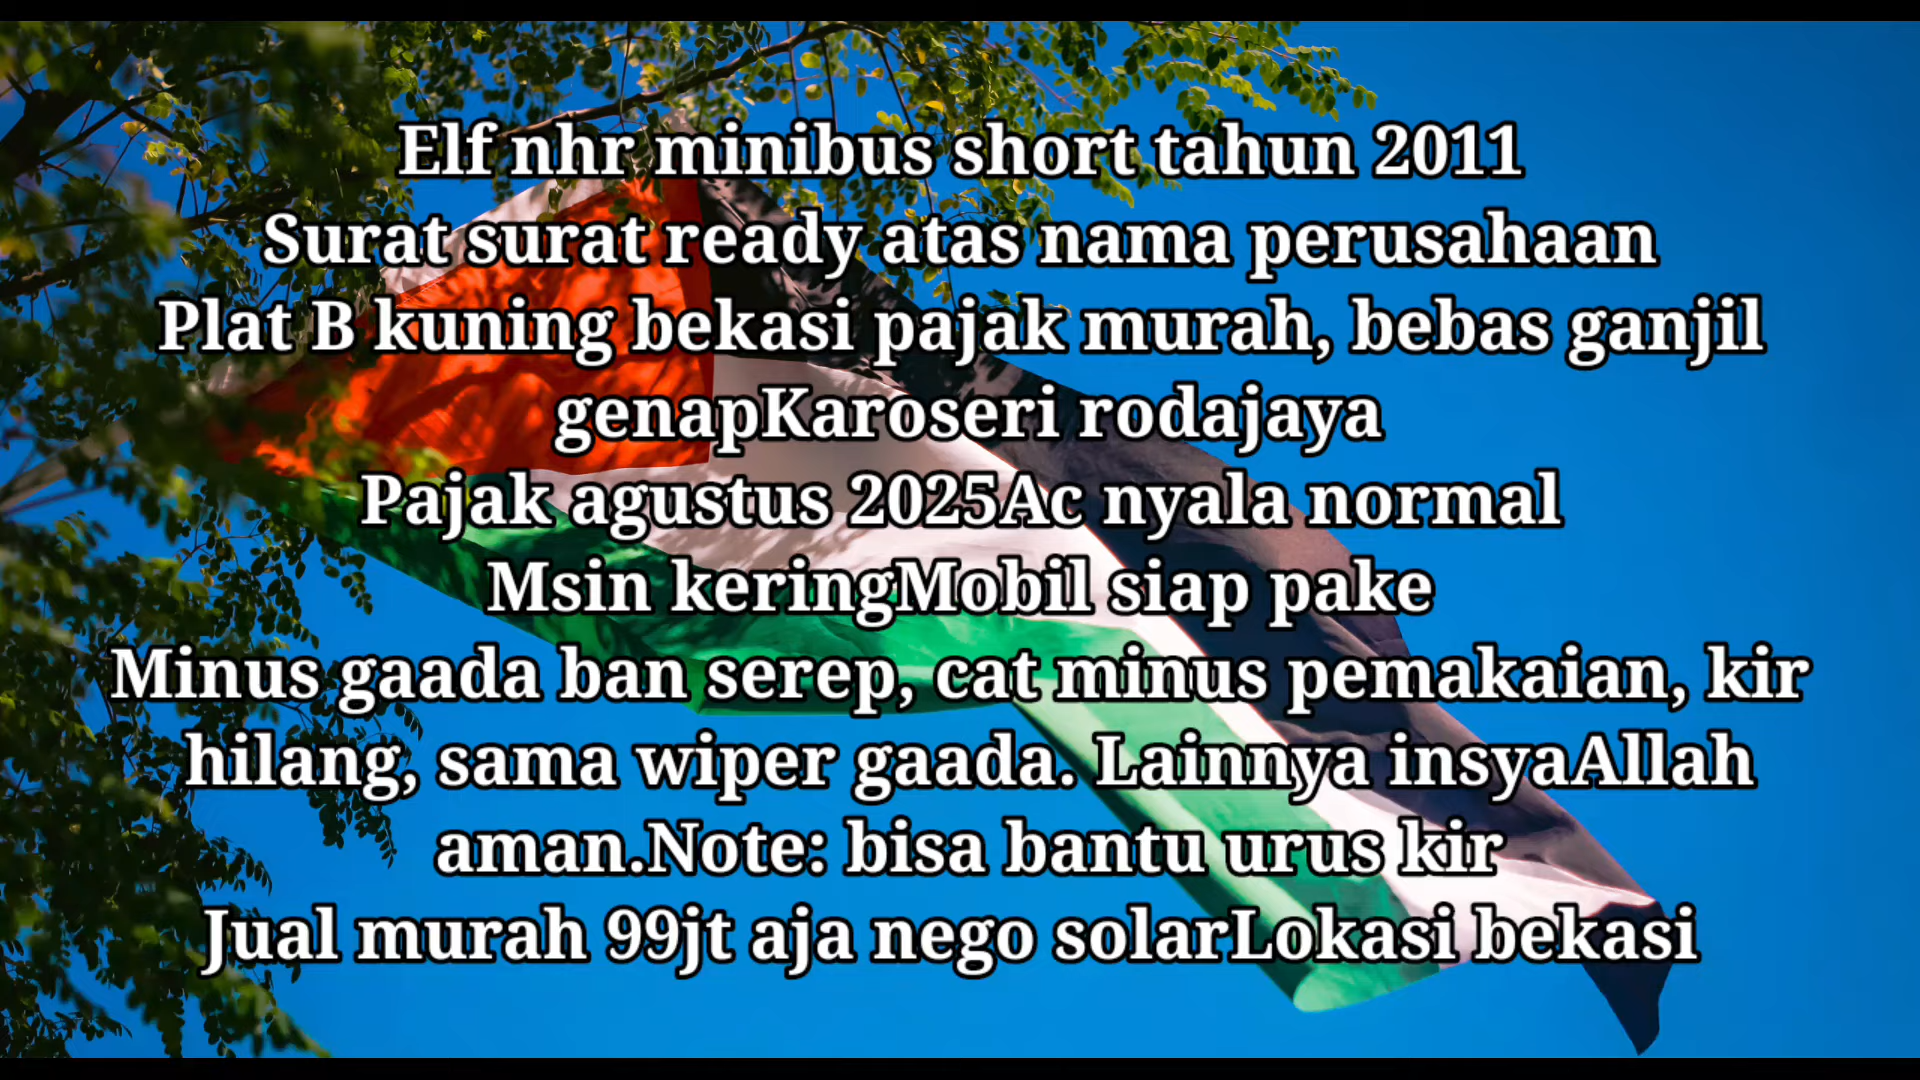 Elf nhr minibus short tahun 2011
Surat surat ready atas nama perusahaan
Plat B kuning bekasi pajak murah, bebas ganjil
genapKaroseri rodajaya
Pajak agustus 2025Ac nyala normal
Msin keringMobil siap pake
Minus gaada ban serep, cat minus pemakaian, kir
hilang, sama wiper gaada. Lainnya insyaAllah
aman.Note: bisa bantu urus kir
Jual murah 99jt aja nego solarLokasi bekasi